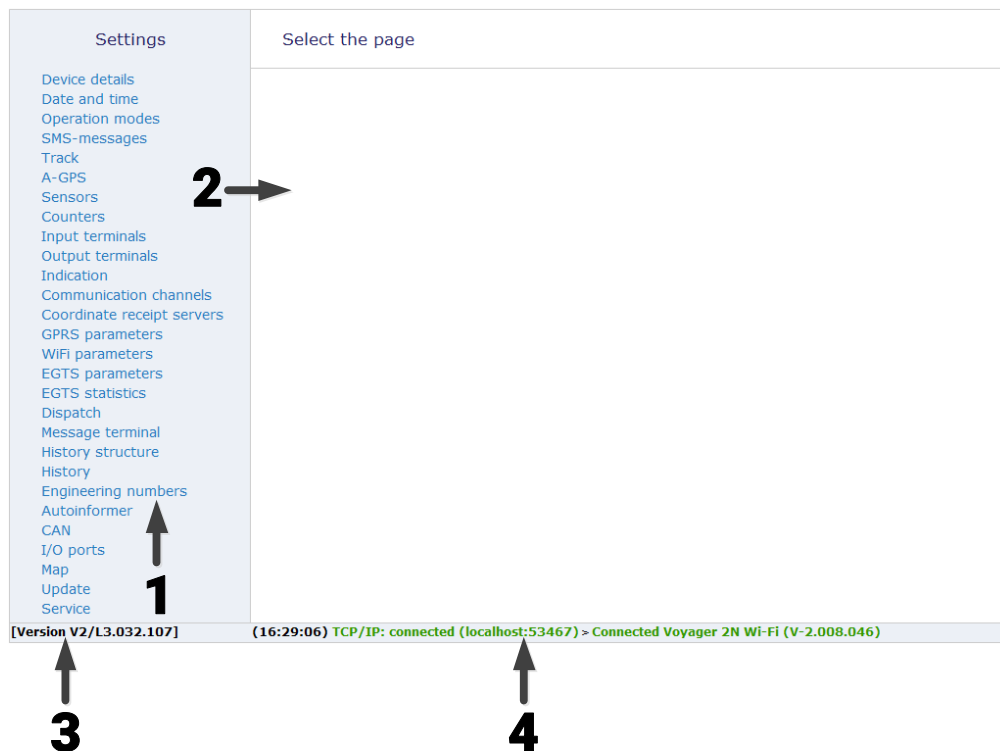 Settings
Select the page
Device details
Date and time
Operation modes
SMS-messages
Track
A-GPS
Sensors
Counters
Input terminals
Output terminals
Indication
Communication channels
Coordinate receipt servers
GPRS parameters
WiFi parameters
EGTS parameters
EGTS statistics
Dispatch
Message terminal
History structure
History
Engineering numbers
Autoinformer
CAN
I/O ports
Map
Update
Service
2
1
[Version V2/L3.032.107]
(16:29:06) TCP/IP: connected (localhost:53467) > Connected Voyager 2N Wi-Fi (V-2.008.046)
3
4